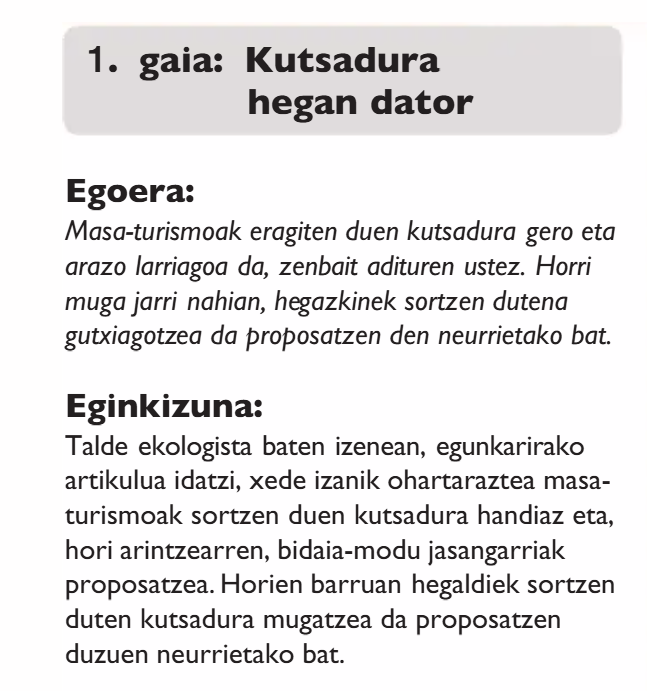 1. gaia: Kutsadura
hegan dator
Egoera:
Masa-turismoak eragiten duen kutsadura gero eta
arazo larriagoa da, zenbait adituren ustez. Horri
muga jarri nahian, hegazkinek sortzen dutena
gutxiagotzea da proposatzen den neurrietako bat.
Eginkizuna:
Talde ekologista baten izenean, egunkarirako
artikulua idatzi, xede izanik ohartaraztea masa-
turismoak sortzen duen kutsadura handiaz eta,
hori arintzearren, bidaia-modu jasangarriak
proposatzea. Horien barruan hegaldiek sortzen
duten kutsadura mugatzea da proposatzen
duzuen neurrietako bat.